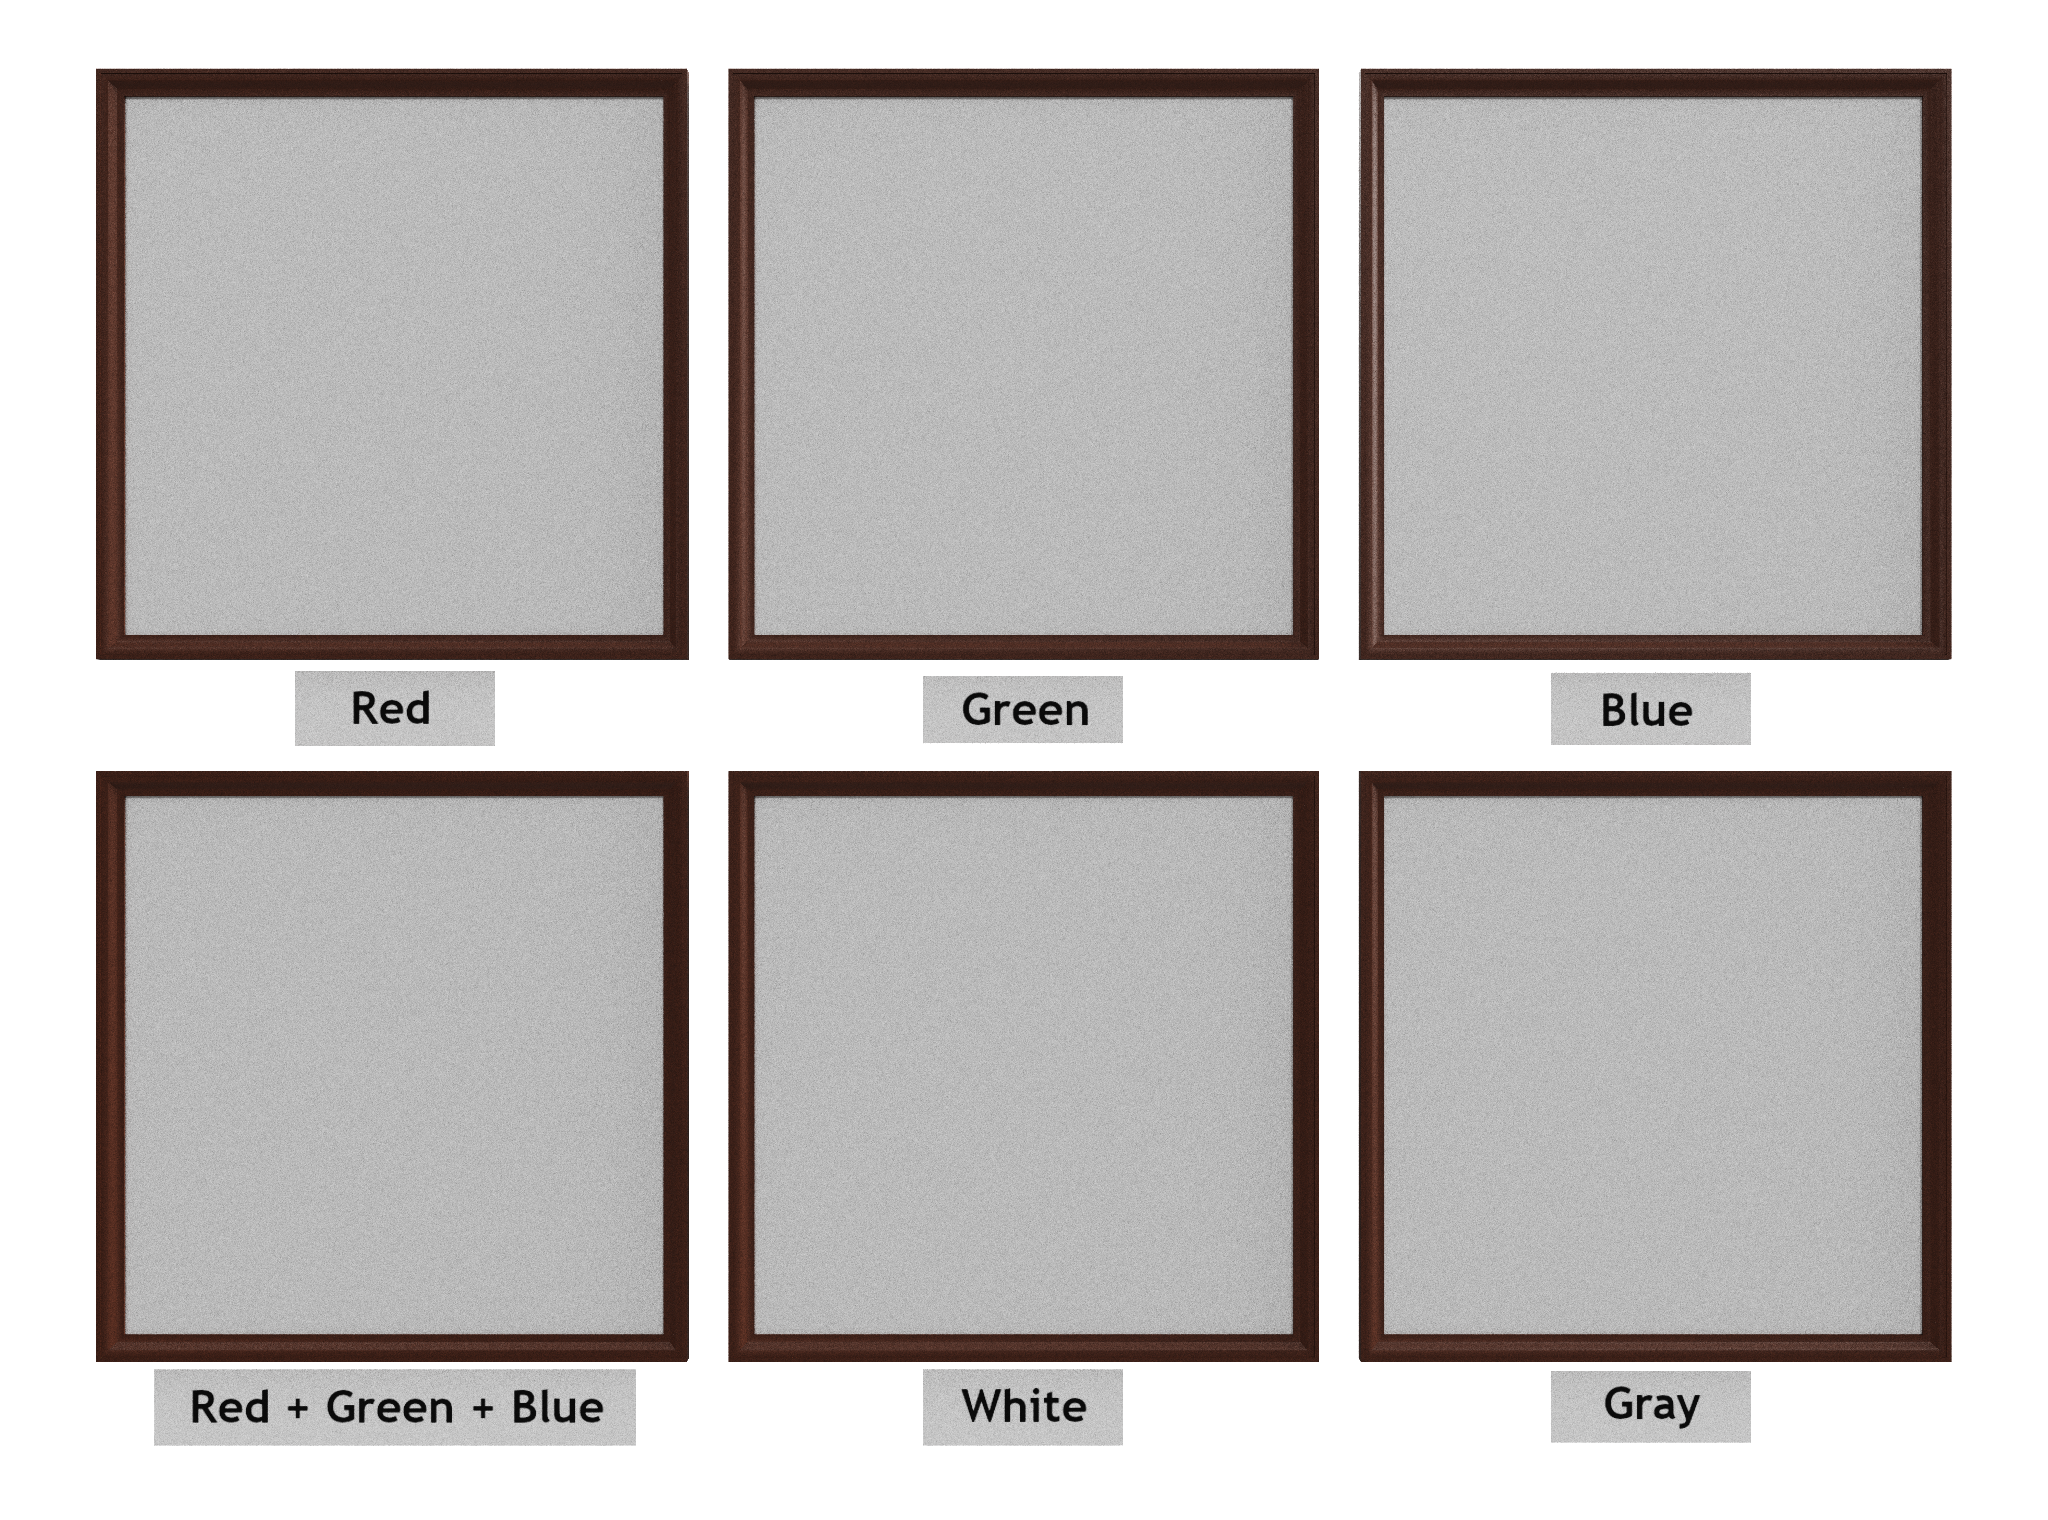 Red
Green
Blue
Red + Green + Blue
White
Gray